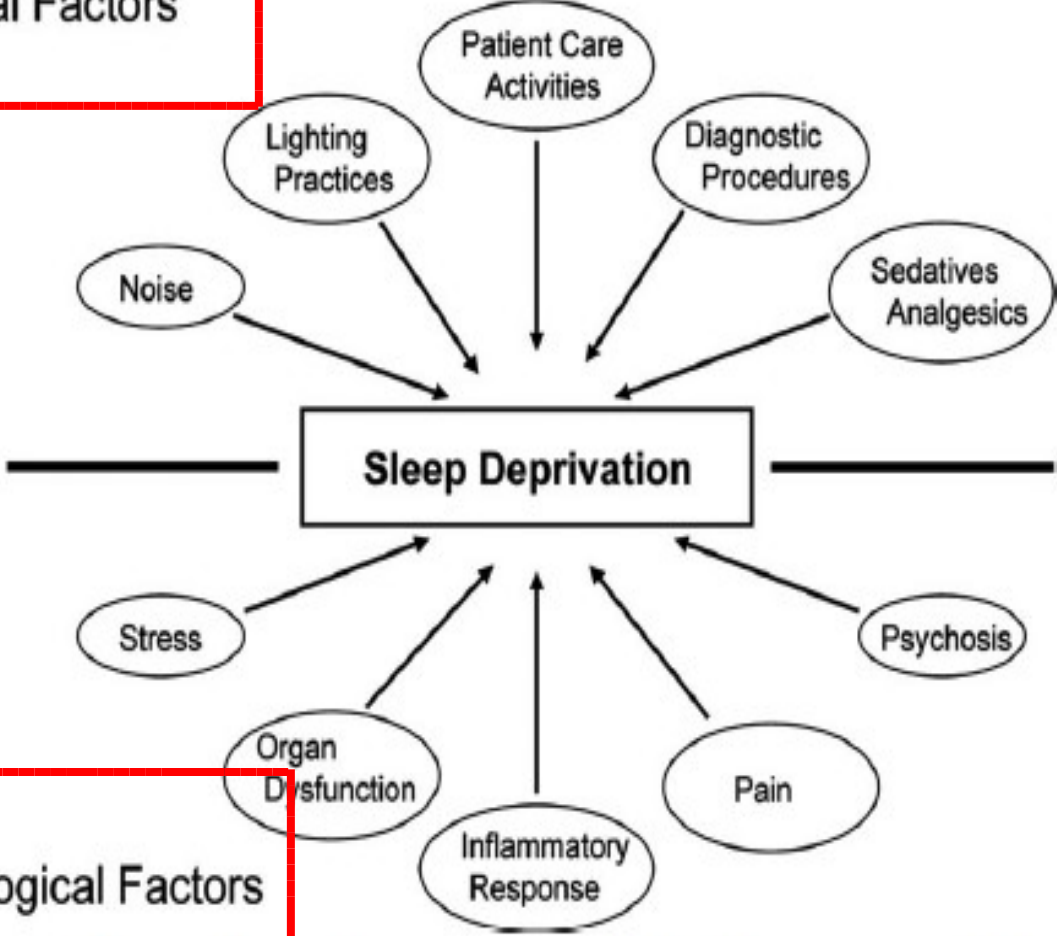 al Factors
Patient Care
Activities
Lighting
Practices
Diagnostic
Procedures
Noise
Sedatives
Analgesics
Sleep Deprivation
Stress
Psychosis
Organ
Dysfunction
Pain
Inflammatory
Response
ogical Factors